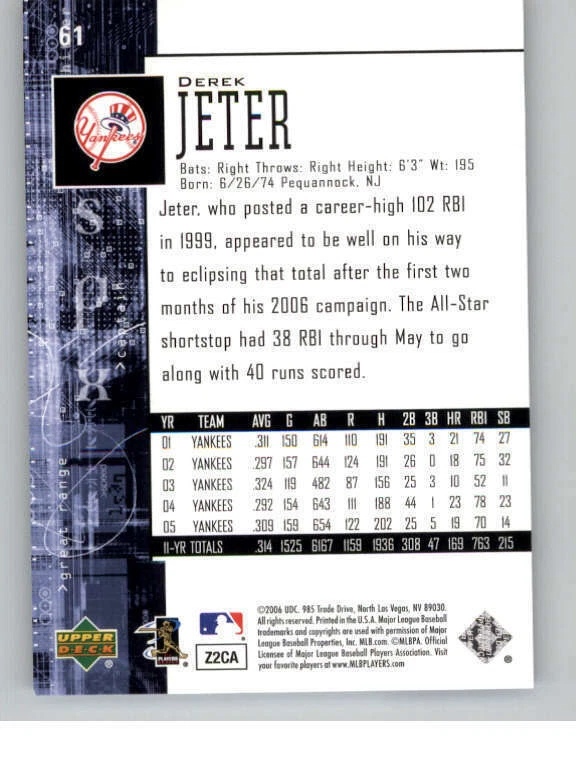 61
DEREK
JETER
Yankees
Bats: Right Throws: Right Height: 6'3" Wt: 195
Born: 6/26/74 Pequannock, NJ
Jeter, who posted a career-high 102 RBI
in 1999, appeared to be well on his way
to eclipsing that total after the first two
months of his 2006 campaign. The All-Star
shortstop had 38 RBI through May to go
along with 40 runs scored.
SPX
>captain
>great range
YR TEAM AVG G AB R H 2B 3B HR RBI SB
01 YANKEES .311 150 614 110 191 35 3 21 74 27
02 YANKEES .297 157 644 124 191 26 0 18 75 32
03 YANKEES .324 119 482 87 156 25 3 10 52 11
04 YANKEES .292 154 643 111 188 44 1 23 78 23
05 YANKEES .309 159 654 122 202 25 5 19 70 14
11-YR TOTALS .314 1525 6167 1159 1936 308 47 169 763 215
UPPER
DECK
®
PLAYERS
®
Z2CA
©2006 UDC. 985 Trade Drive, North Las Vegas, NV 89030.
All rights reserved. Printed in the U.S.A. Major League Baseball
trademarks and copyrights are used with permission of Major
League Baseball Properties, Inc. MLB.com. ©MLBPA. Official
Licensee of Major League Baseball Players Association. Visit
your favorite players at www.MLBPLAYERS.com.
®